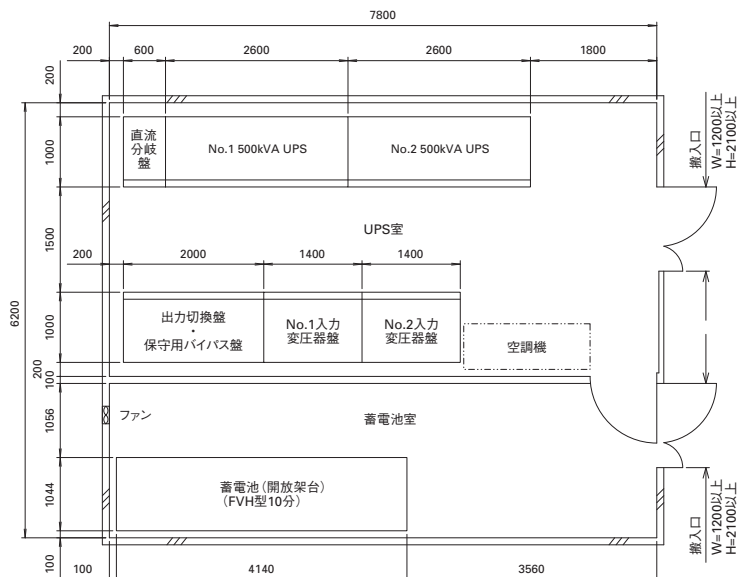 7800
200
600
2600
2600
1800
200
1000
1500
1000
200
100
1056
1044
100
6200
直流
分岐
盤
No.1 500kVA UPS
No.2 500kVA UPS
搬入口
W=1200以上
H=2100以上
UPS室
200
2000
1400
1400
出力切換盤
・
保守用バイパス盤
No.1入力
変圧器盤
No.2入力
変圧器盤
空調機
ファン
蓄電池室
蓄電池（開放架台）
（FVH型10分）
搬入口
W=1200以上
H=2100以上
100
4140
3560